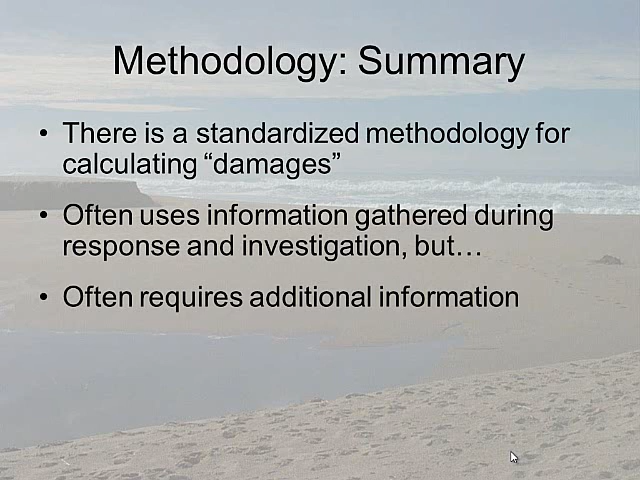 Methodology: Summary
• There is a standardized methodology for
calculating “damages”
• Often uses information gathered during
response and investigation, but…
• Often requires additional information